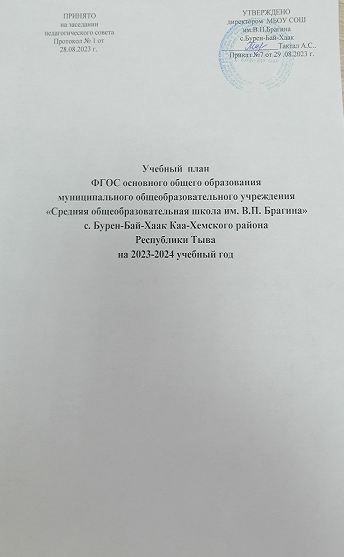 ПРИНЯТО
на заседании
педагогического совета
Протокол № 1 от
28.08.2023 г.
УТВЕРЖДЕНО
директором МБОУ СОШ
им.В.П.Брагина
с.Бурен-Бай-Хаак
Тактал А.С..
Приказ №7 от 29 .08.2023 г.
Учебный план
ФГОС основного общего образования
муниципального общеобразовательного учреждения
«Средняя общеобразовательная школа им. В.П. Брагина»
с. Бурен-Бай-Хаак Каа-Хемского района
Республики Тыва
на 2023-2024 учебный год